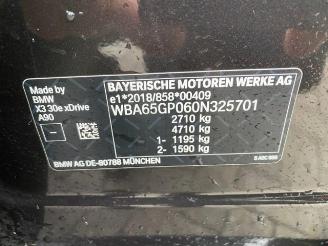 Made by
BMW
X3 30e xDrive
A90
BAYERISCHE MOTOREN WERKE AG
e1*2018/858*00409
WBA65GP060N325701
2710 kg
4710 kg
1- 1195 kg
2- 1590 kg
BMW AG DE-80788 MÜNCHEN